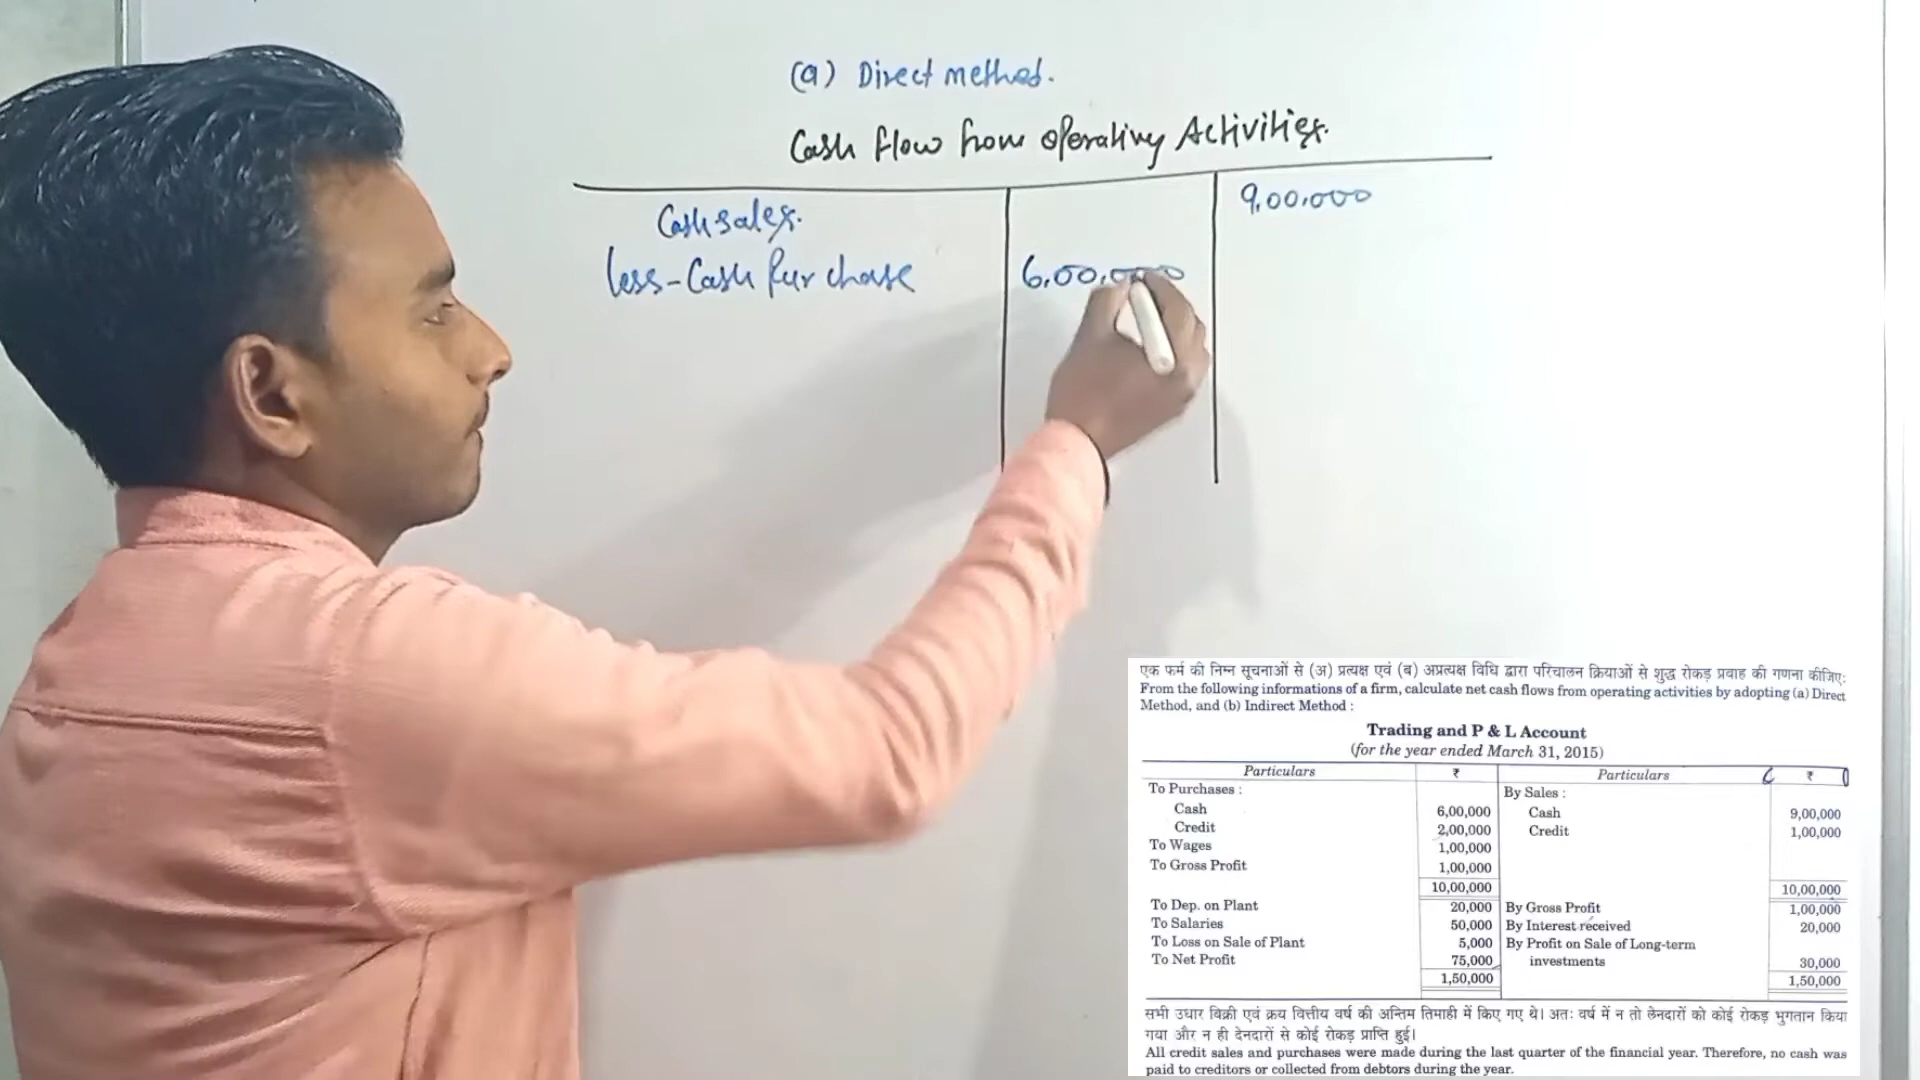 (a) Direct method.
Cash flow from operating Activities.
Cash sales.
9,00,000
less-Cash Purchase
6,00,000
एक फर्म की निम्न सूचनाओं से (अ) प्रत्यक्ष एवं (ब) अप्रत्यक्ष विधि द्वारा परिचालन क्रियाओं से शुद्ध रोकड़ प्रवाह की गणना कीजिए:
From the following informations of a firm, calculate net cash flows from operating activities by adopting (a) Direct
Method, and (b) Indirect Method :
Trading and P & L Account
(for the year ended March 31, 2015)
Particulars ₹ Particulars ₹
To Purchases : By Sales :
Cash 6,00,000 Cash 9,00,000
Credit 2,00,000 Credit 1,00,000
To Wages 1,00,000
To Gross Profit 1,00,000
10,00,000 10,00,000
To Dep. on Plant 20,000 By Gross Profit 1,00,000
To Salaries 50,000 By Interest received 20,000
To Loss on Sale of Plant 5,000 By Profit on Sale of Long-term
To Net Profit 75,000 investments 30,000
1,50,000 1,50,000
सभी उधार बिक्री एवं क्रय वित्तीय वर्ष की अन्तिम तिमाही में किए गए थे। अतः वर्ष में न तो लेनदारों को कोई रोकड़ भुगतान किया
गया और न ही देनदारों से कोई रोकड़ प्राप्ति हुई।
All credit sales and purchases were made during the last quarter of the financial year. Therefore, no cash was
paid to creditors or collected from debtors during the year.